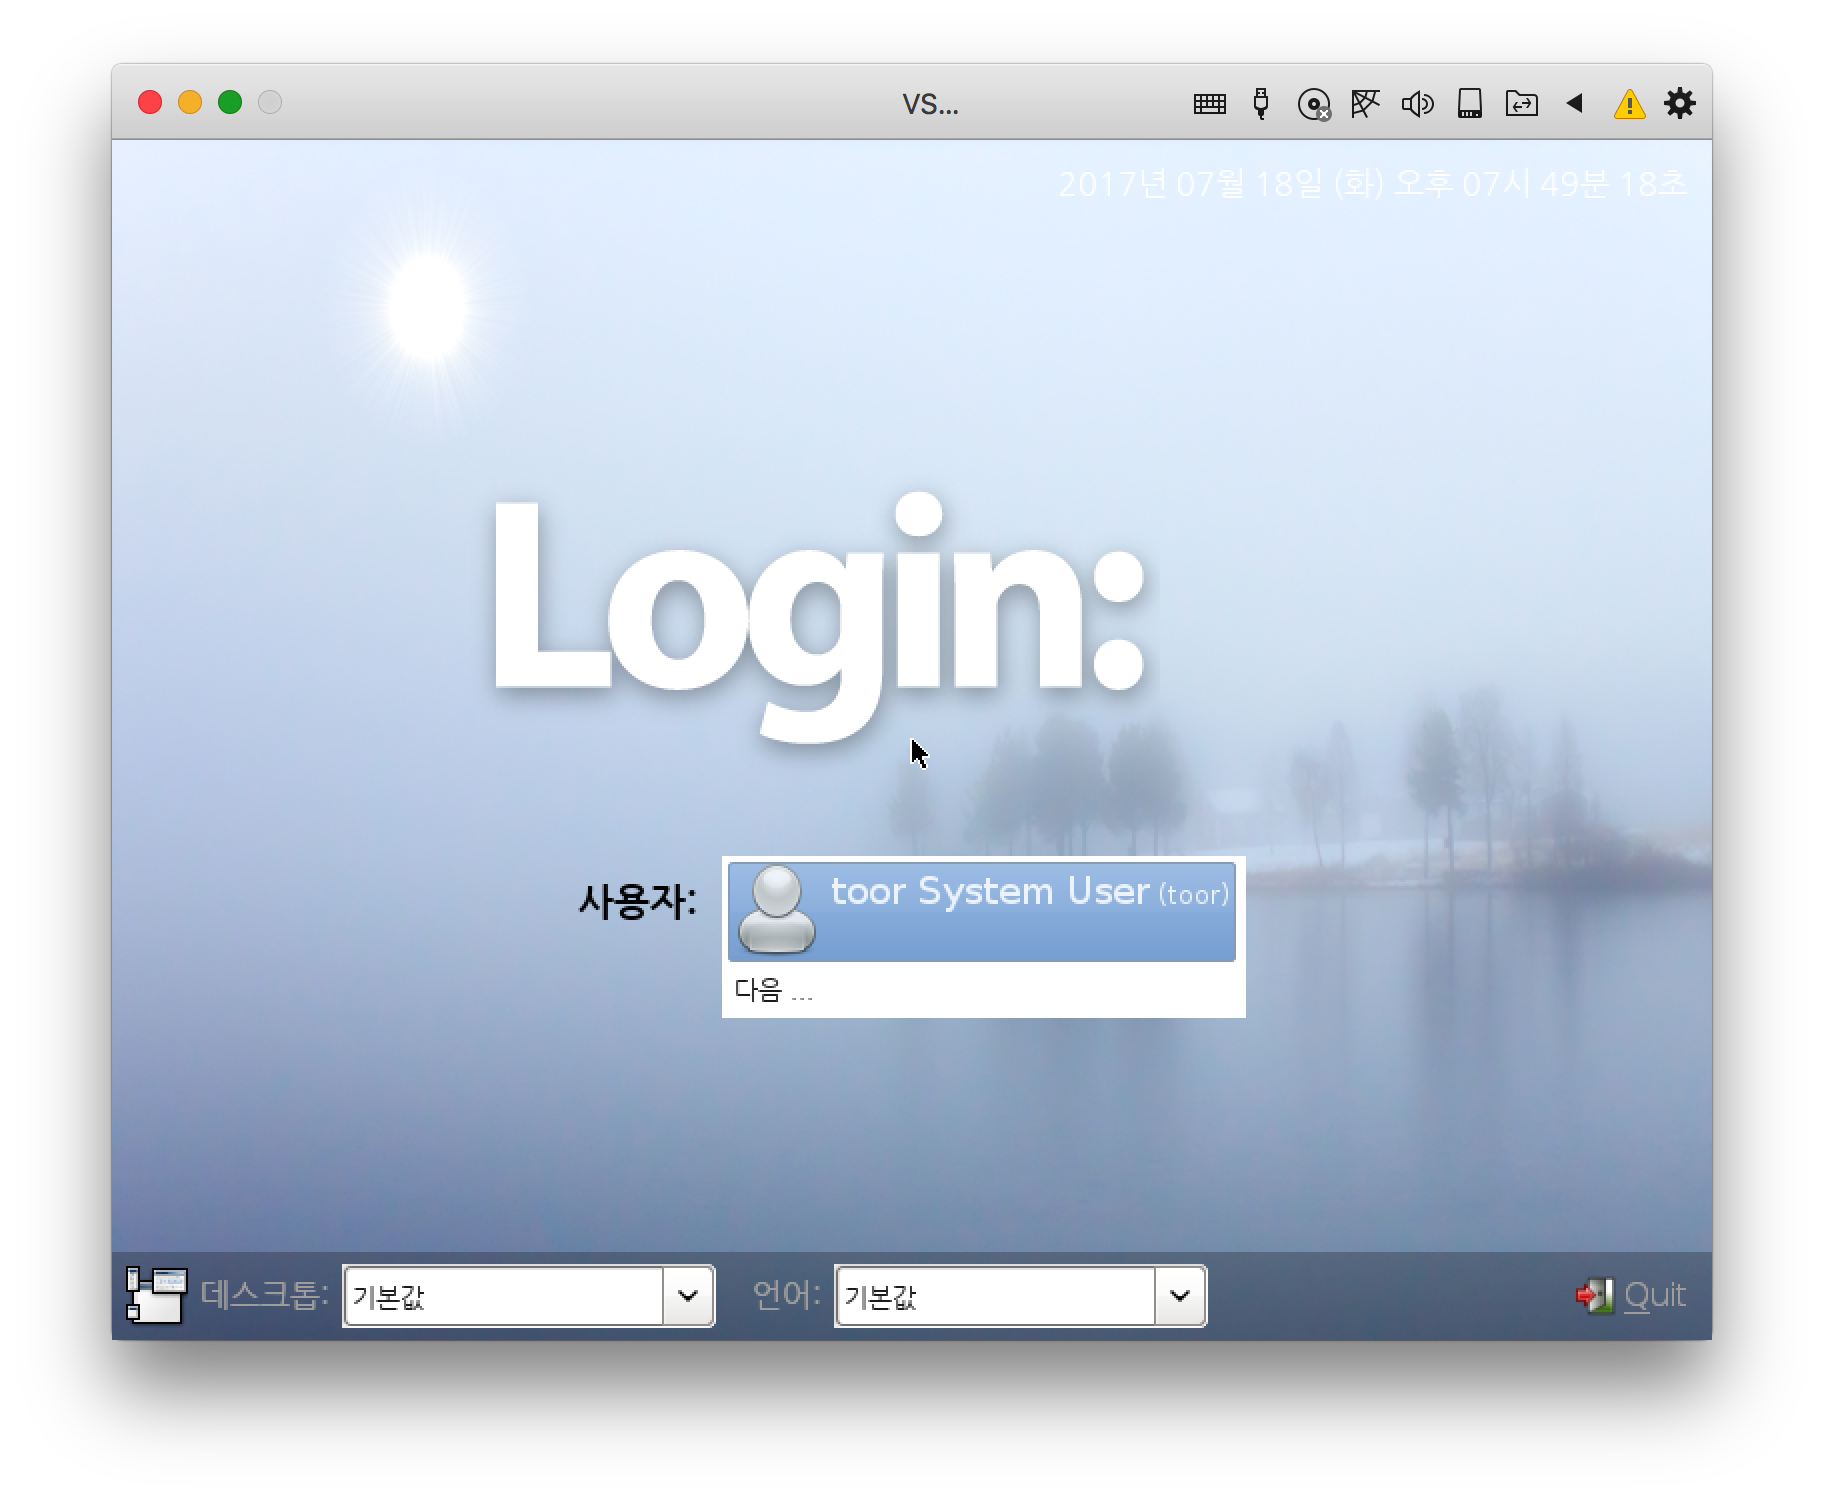 VS...
2017년 07월 18일 (화) 오후 07시 49분 18초
Login:
사용자:
toor System User (toor)
다음 ...
데스크톱: 기본값 언어: 기본값 Quit